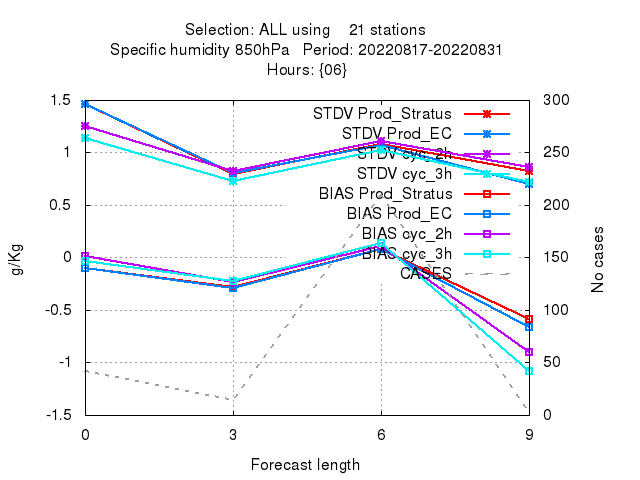 Selection: ALL using 21 stations
Specific humidity 850hPa Period: 20220817-20220831
Hours: {06}
1.5
1
0.5
0
-0.5
-1
-1.5
g/Kg
STDV Prod_Stratus
STDV Prod_EC
STDV cyc_2h
STDV cyc_3h
BIAS Prod_Stratus
BIAS Prod_EC
BIAS cyc_2h
BIAS cyc_3h
CASES
300
250
200
150
100
50
0
No cases
0 3 6 9
Forecast length